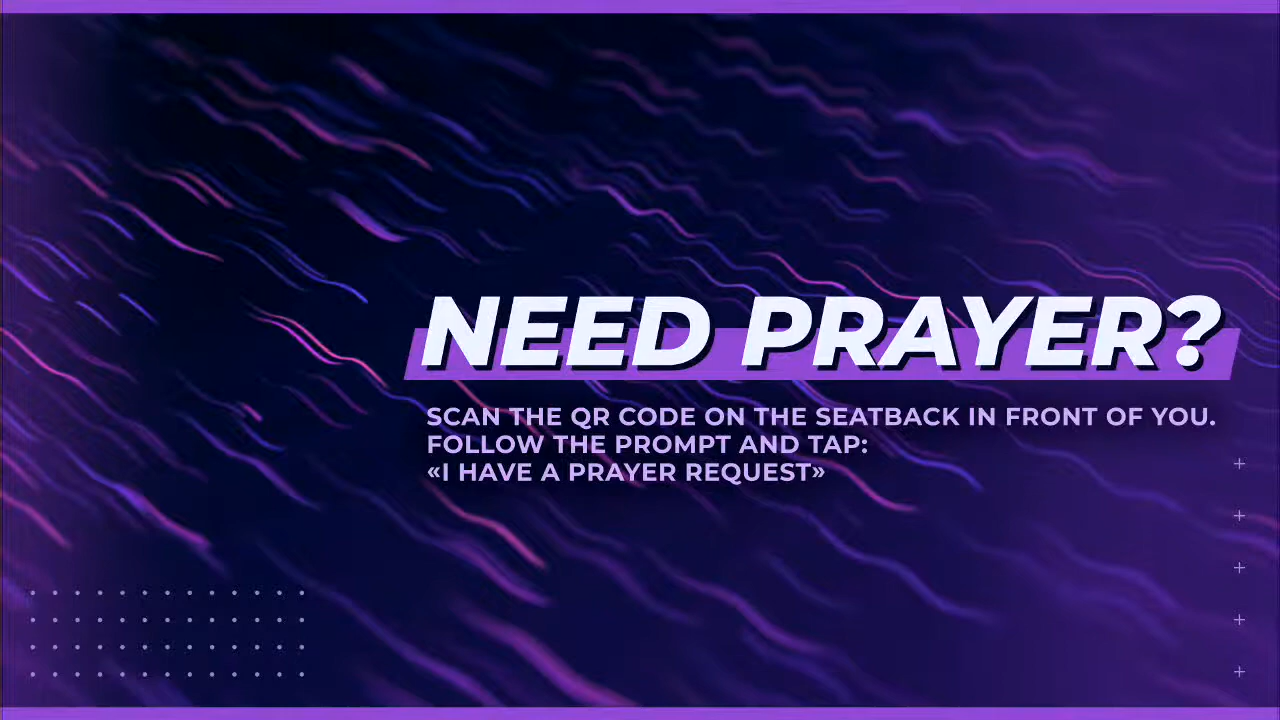 NEED PRAYER?
SCAN THE QR CODE ON THE SEATBACK IN FRONT OF YOU.
FOLLOW THE PROMPT AND TAP:
«I HAVE A PRAYER REQUEST»